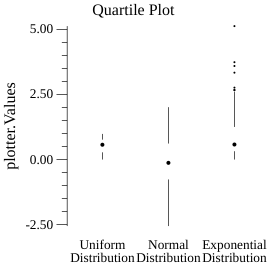 Quartile Plot
plotter.Values
5.00
2.50
0.00
-2.50
Uniform Distribution
Normal Distribution
Exponential Distribution